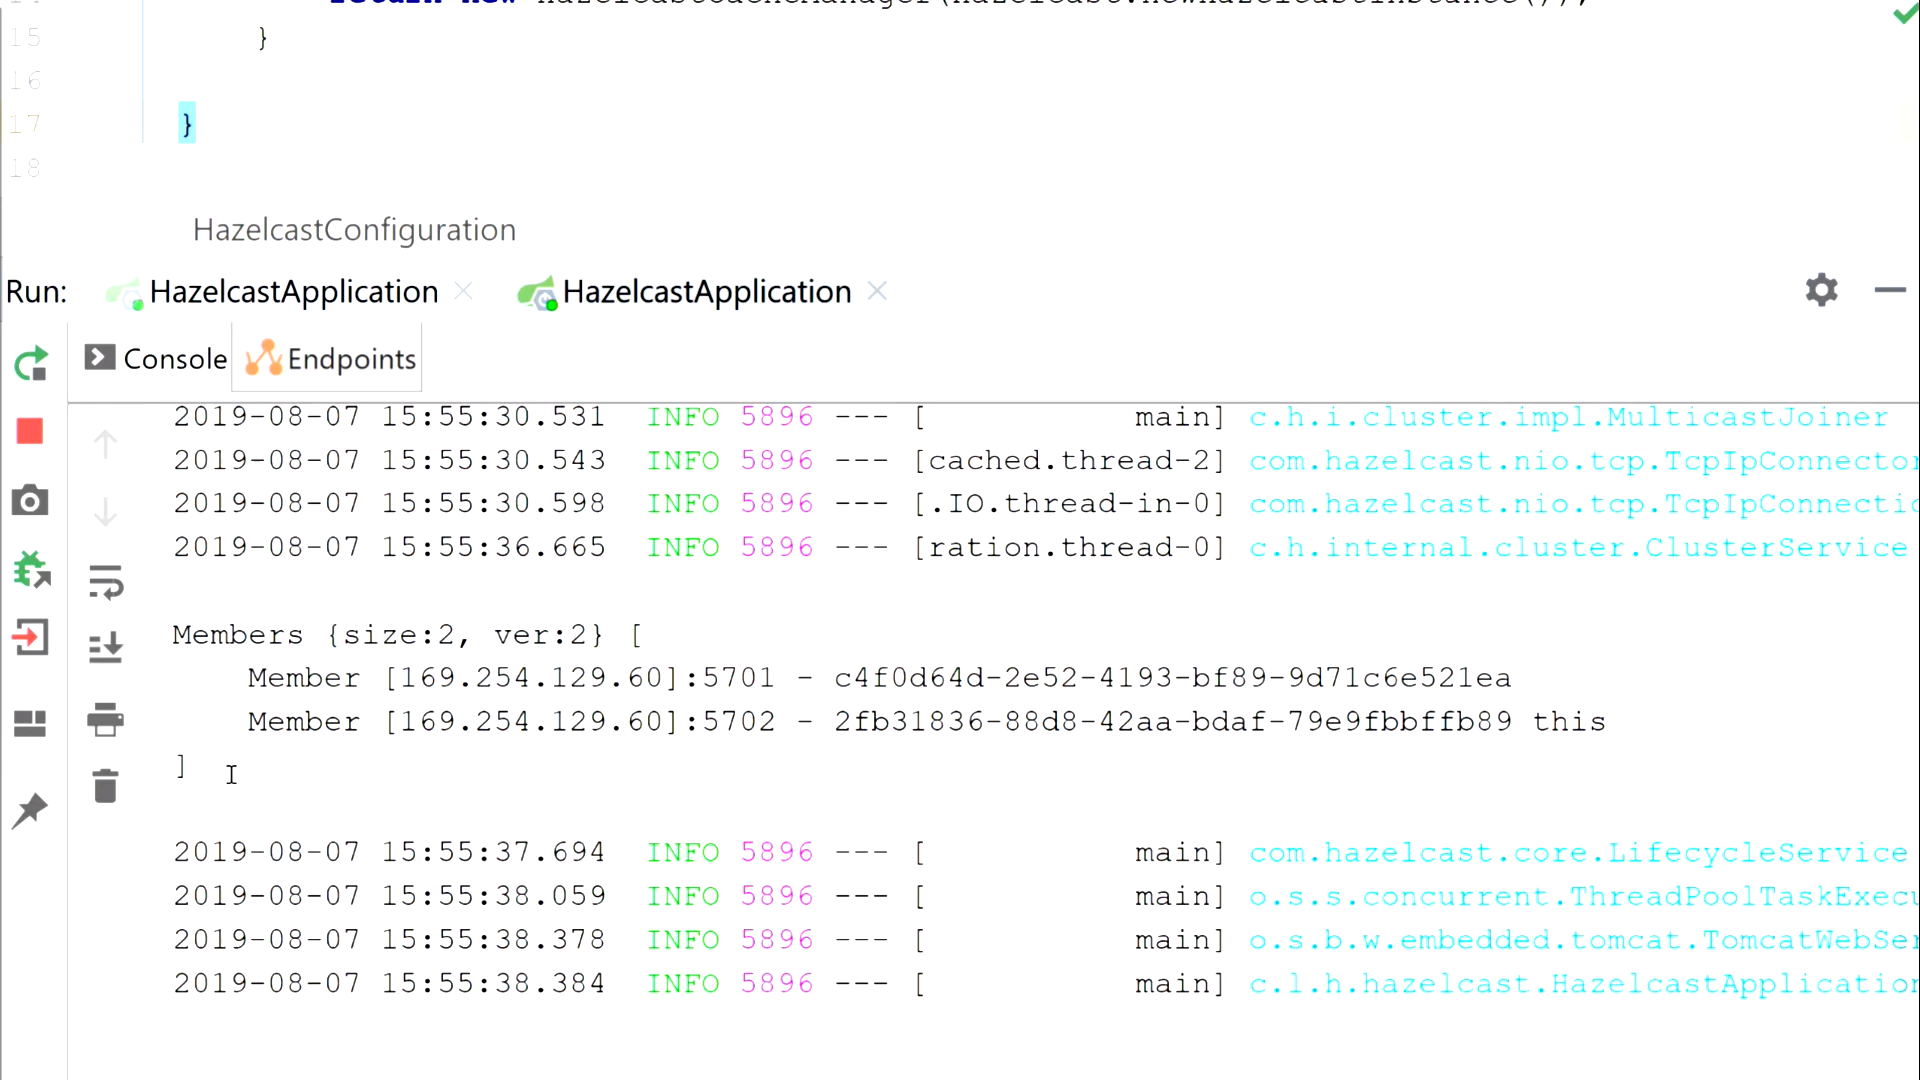 return new HazelcastCacheManager(Hazelcast.newHazelcastInstance());
15 }
16
17 }
18
HazelcastConfiguration
Run: HazelcastApplication × HazelcastApplication ×
Console Endpoints
2019-08-07 15:55:30.531 INFO 5896 --- [ main] c.h.i.cluster.impl.MulticastJoiner
2019-08-07 15:55:30.543 INFO 5896 --- [cached.thread-2] com.hazelcast.nio.tcp.TcpIpConnector
2019-08-07 15:55:30.598 INFO 5896 --- [.IO.thread-in-0] com.hazelcast.nio.tcp.TcpIpConnectio
2019-08-07 15:55:36.665 INFO 5896 --- [ration.thread-0] c.h.internal.cluster.ClusterService
Members {size:2, ver:2} [
Member [169.254.129.60]:5701 - c4f0d64d-2e52-4193-bf89-9d71c6e521ea
Member [169.254.129.60]:5702 - 2fb31836-88d8-42aa-bdaf-79e9fbbffb89 this
]
2019-08-07 15:55:37.694 INFO 5896 --- [ main] com.hazelcast.core.LifecycleService
2019-08-07 15:55:38.059 INFO 5896 --- [ main] o.s.s.concurrent.ThreadPoolTaskExecu
2019-08-07 15:55:38.378 INFO 5896 --- [ main] o.s.b.w.embedded.tomcat.TomcatWebSer
2019-08-07 15:55:38.384 INFO 5896 --- [ main] c.l.h.hazelcast.HazelcastApplication